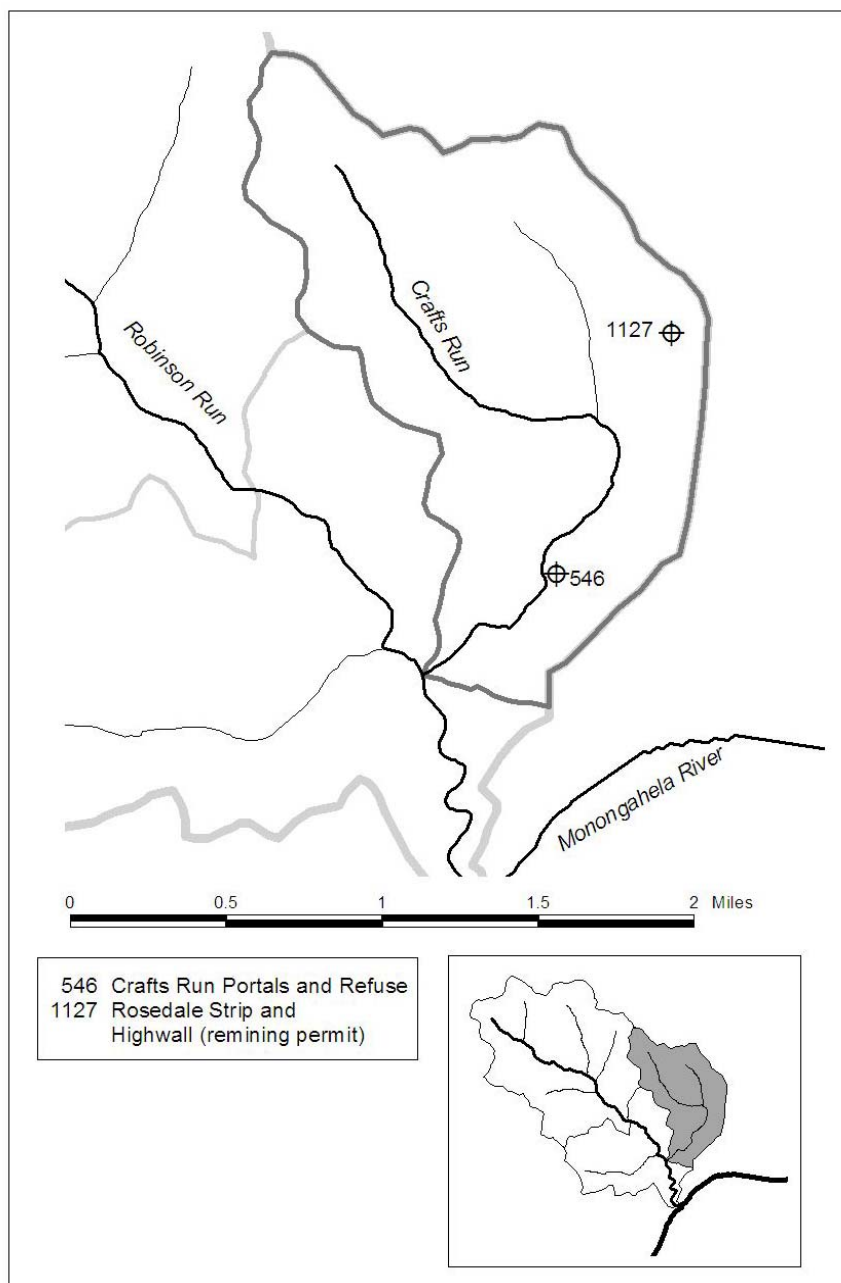 Crafts Run
1127
Robinson Run
546
Monongahela River
0 0.5 1 1.5 2 Miles
546 Crafts Run Portals and Refuse
1127 Rosedale Strip and
Highwall (remining permit)